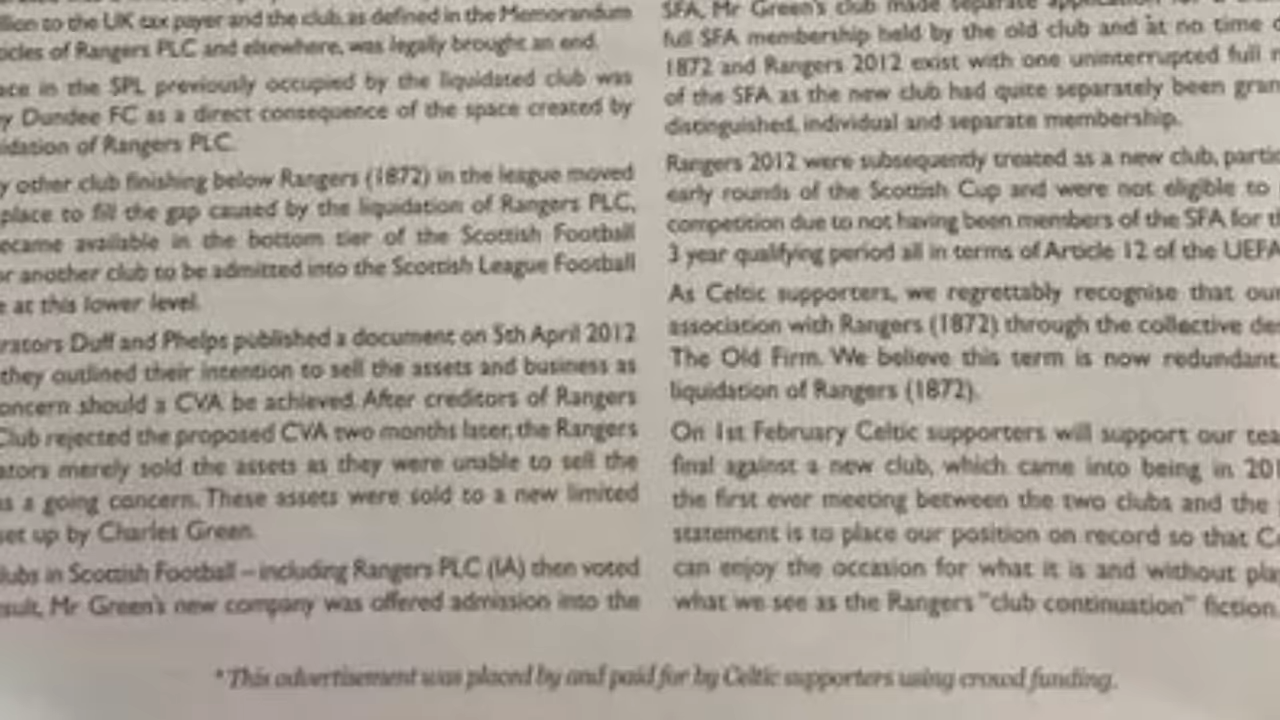 llion to the UK tax payer and the club, as defined in the Memorandum
icles of Rangers PLC and elsewhere, was legally brought an end.
ace in the SPL previously occupied by the liquidated club was
y Dundee FC as a direct consequence of the space created by
idation of Rangers PLC.
y other club finishing below Rangers (1872) in the league moved
place to fill the gap caused by the liquidation of Rangers PLC,
ecame available in the bottom tier of the Scottish Football
or another club to be admitted into the Scottish League Football
e at this lower level.
rators Duff and Phelps published a document on 5th April 2012
they outlined their intention to sell the assets and business as
oncern should a CVA be achieved. After creditors of Rangers
Club rejected the proposed CVA two months later, the Rangers
ators merely sold the assets as they were unable to sell the
as a going concern. These assets were sold to a new limited
set up by Charles Green.
lubs in Scottish Football – including Rangers PLC (IA) then voted
esult, Mr Green's new company was offered admission into the
SFA, Mr Green's club made separate application for a
full SFA membership held by the old club and at no time
1872 and Rangers 2012 exist with one uninterrupted full
of the SFA as the new club had quite separately been gran
distinguished, individual and separate membership.
Rangers 2012 were subsequently treated as a new club, partic
early rounds of the Scottish Cup and were not eligible to
competition due to not having been members of the SFA for t
3 year qualifying period all in terms of Article 12 of the UEFA
As Celtic supporters, we regrettably recognise that our
association with Rangers (1872) through the collective de
The Old Firm. We believe this term is now redundant
liquidation of Rangers (1872).
On 1st February Celtic supporters will support our tea
final against a new club, which came into being in 201
the first ever meeting between the two clubs and the
statement is to place our position on record so that Ce
can enjoy the occasion for what it is and without pla
what we see as the Rangers "club continuation" fiction.
* This advertisement was placed by and paid for by Celtic supporters using crowd funding.